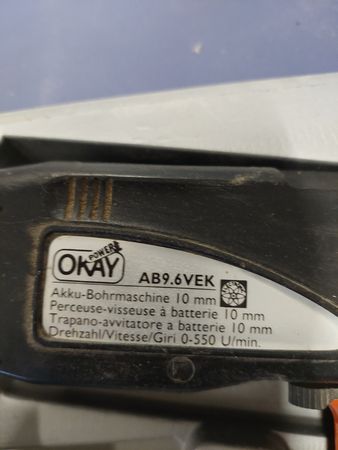 POWER
OKAY
AB9.6VEK
Akku-Bohrmaschine 10 mm
Perceuse-visseuse à batterie 10 mm
Trapano-avvitatore a batterie 10 mm
Drehzahl/Vitesse/Giri 0-550 U/min.